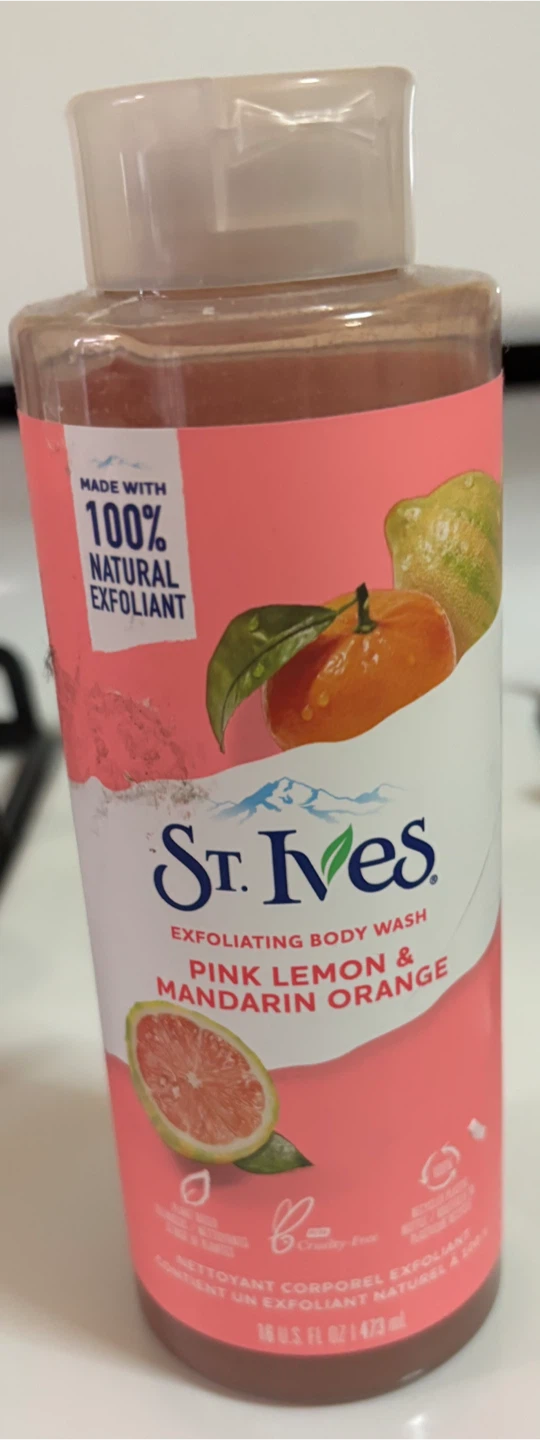 MADE WITH
100%
NATURAL
EXFOLIANT
ST. IVES®
EXFOLIATING BODY WASH
PINK LEMON &
MANDARIN ORANGE
Cruelty-Free
NETTOYANT CORPOREL EXFOLIANT
CONTIENT UN EXFOLIANT NATUREL À 100
16 U.S. FL OZ | 473 mL